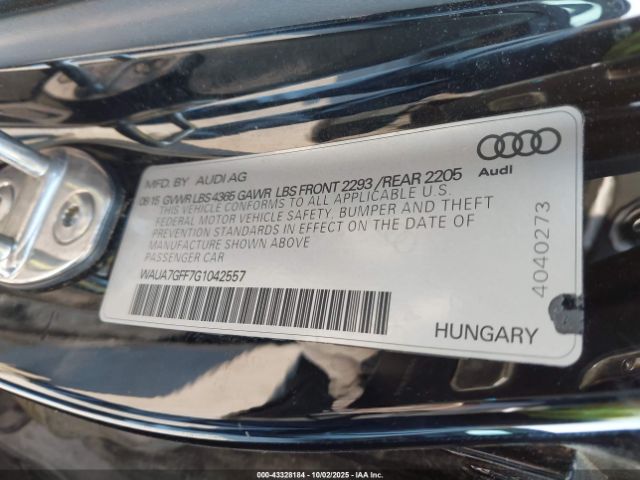 MFD. BY AUDI AG
08/15 GVWR LBS 4365 GAWR LBS FRONT 2293 / REAR 2205
THIS VEHICLE CONFORMS TO ALL APPLICABLE U.S.
FEDERAL MOTOR VEHICLE SAFETY, BUMPER AND THEFT
PREVENTION STANDARDS IN EFFECT ON THE DATE OF
MANUFACTURE SHOWN ABOVE
PASSENGER CAR
WAUA7GFF7G1042557
Audi
4040273
HUNGARY
000-43328184 | 10/02/2025 | IAA Inc.